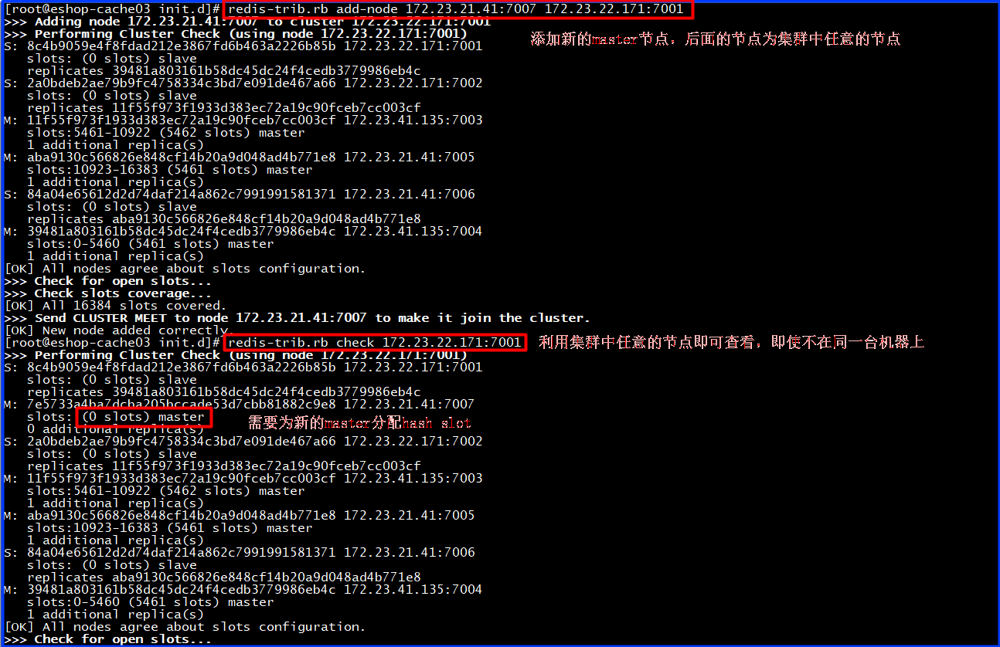 [root@eshop-cache03 init.d]# redis-trib.rb add-node 172.23.21.41:7007 172.23.22.171:7001
>>> Adding node 172.23.21.41:7007 to cluster 172.23.22.171:7001
>>> Performing Cluster Check (using node 172.23.22.171:7001)
添加新的master节点，后面的节点为集群中任意的节点
S: 8c4b9059e4f8fdad212e3867fd6b463a2226b85b 172.23.22.171:7001
slots: (0 slots) slave
replicates 39481a803161b58dc45dc24f4cedb3779986eb4c
S: 2a0bdeb2ae79b9fc4758334c3bd7e091de467a66 172.23.22.171:7002
slots: (0 slots) slave
replicates 11f55f973f1933d383ec72a19c90fceb7cc003cf
M: 11f55f973f1933d383ec72a19c90fceb7cc003cf 172.23.41.135:7003
slots:5461-10922 (5462 slots) master
1 additional replica(s)
M: aba9130c566826e848cf14b20a9d048ad4b771e8 172.23.21.41:7005
slots:10923-16383 (5461 slots) master
1 additional replica(s)
S: 84a04e65612d2d74daf214a862c7991991581371 172.23.21.41:7006
slots: (0 slots) slave
replicates aba9130c566826e848cf14b20a9d048ad4b771e8
M: 39481a803161b58dc45dc24f4cedb3779986eb4c 172.23.41.135:7004
slots:0-5460 (5461 slots) master
1 additional replica(s)
[OK] All nodes agree about slots configuration.
>>> Check for open slots...
>>> Check slots coverage...
[OK] All 16384 slots covered.
>>> Send CLUSTER MEET to node 172.23.21.41:7007 to make it join the cluster.
[OK] New node added correctly.
[root@eshop-cache03 init.d]# redis-trib.rb check 172.23.22.171:7001
利用集群中任意的节点即可查看，即使不在同一台机器上
>>> Performing Cluster Check (using node 172.23.22.171:7001)
S: 8c4b9059e4f8fdad212e3867fd6b463a2226b85b 172.23.22.171:7001
slots: (0 slots) slave
replicates 39481a803161b58dc45dc24f4cedb3779986eb4c
M: 7e5733a4ba7dcba205bccade53d7cbb81882c9e8 172.23.21.41:7007
slots: (0 slots) master
需要为新的master分配hash slot
0 additional replica(s)
S: 2a0bdeb2ae79b9fc4758334c3bd7e091de467a66 172.23.22.171:7002
slots: (0 slots) slave
replicates 11f55f973f1933d383ec72a19c90fceb7cc003cf
M: 11f55f973f1933d383ec72a19c90fceb7cc003cf 172.23.41.135:7003
slots:5461-10922 (5462 slots) master
1 additional replica(s)
M: aba9130c566826e848cf14b20a9d048ad4b771e8 172.23.21.41:7005
slots:10923-16383 (5461 slots) master
1 additional replica(s)
S: 84a04e65612d2d74daf214a862c7991991581371 172.23.21.41:7006
slots: (0 slots) slave
replicates aba9130c566826e848cf14b20a9d048ad4b771e8
M: 39481a803161b58dc45dc24f4cedb3779986eb4c 172.23.41.135:7004
slots:0-5460 (5461 slots) master
1 additional replica(s)
[OK] All nodes agree about slots configuration.
>>> Check for open slots...